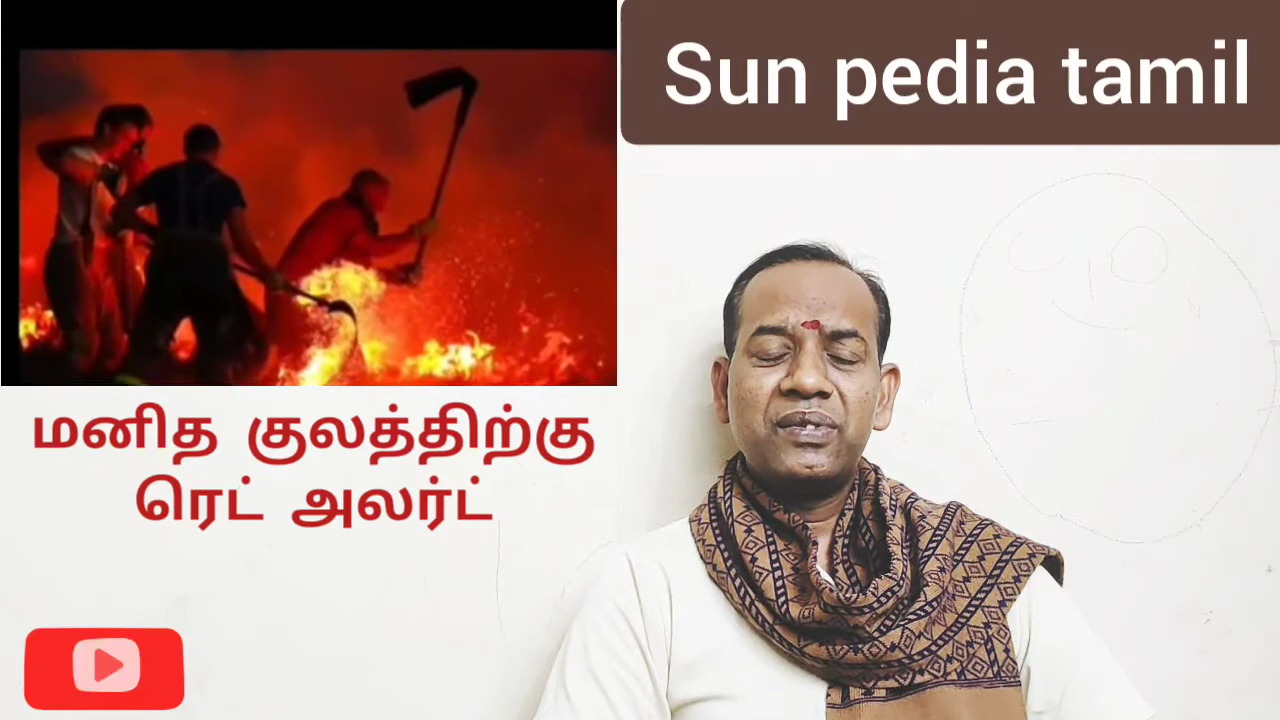 Sun pedia tamil
மனித குலத்திற்கு
ரெட் அலர்ட்